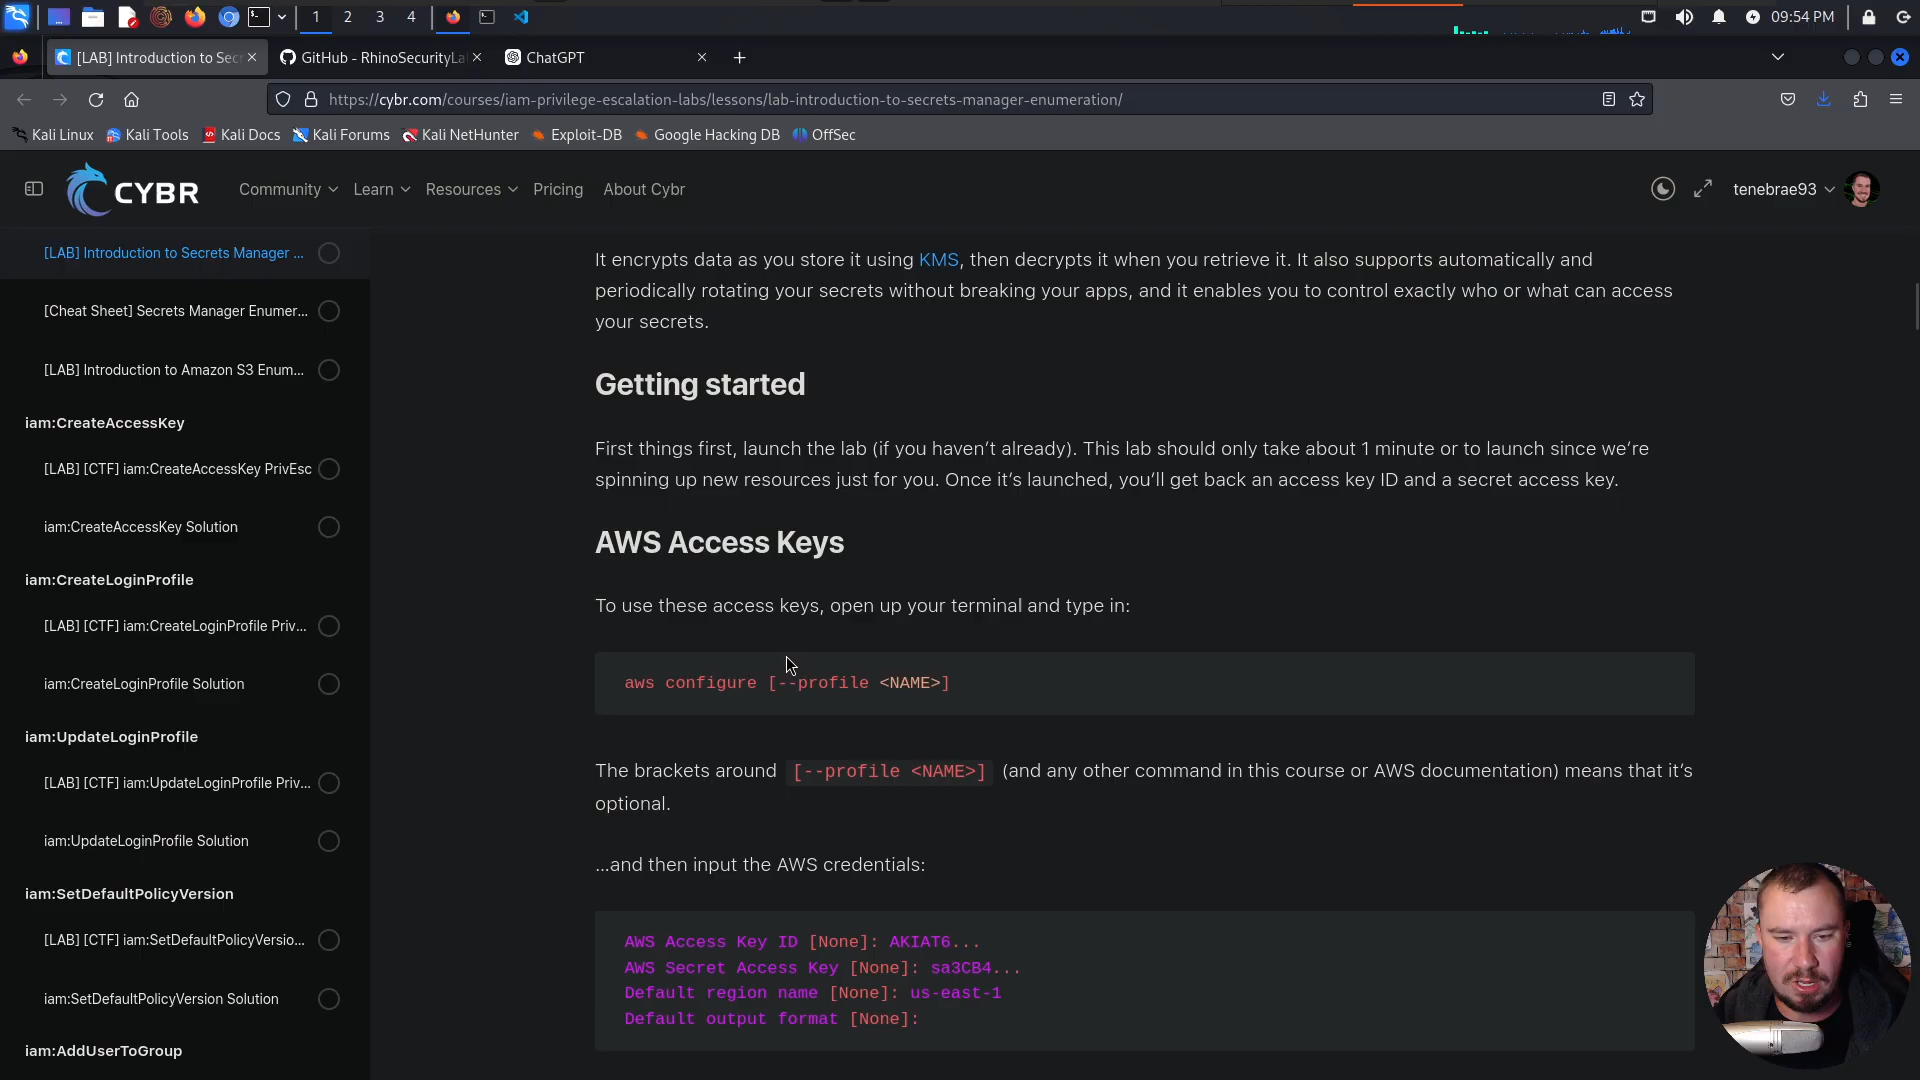 1 2 3 4 09:54 PM
[LAB] Introduction to Sec
GitHub - RhinoSecurityLa
ChatGPT
https://cybr.com/courses/iam-privilege-escalation-labs/lessons/lab-introduction-to-secrets-manager-enumeration/
Kali Linux Kali Tools Kali Docs Kali Forums Kali NetHunter Exploit-DB Google Hacking DB OffSec
CYBR Community Learn Resources Pricing About Cybr tenebrae93
[LAB] Introduction to Secrets Manager ...
[Cheat Sheet] Secrets Manager Enumer...
[LAB] Introduction to Amazon S3 Enum...
iam:CreateAccessKey
[LAB] [CTF] iam:CreateAccessKey PrivEsc
iam:CreateAccessKey Solution
iam:CreateLoginProfile
[LAB] [CTF] iam:CreateLoginProfile Priv...
iam:CreateLoginProfile Solution
iam:UpdateLoginProfile
[LAB] [CTF] iam:UpdateLoginProfile Priv...
iam:UpdateLoginProfile Solution
iam:SetDefaultPolicyVersion
[LAB] [CTF] iam:SetDefaultPolicyVersio...
iam:SetDefaultPolicyVersion Solution
iam:AddUserToGroup
It encrypts data as you store it using KMS, then decrypts it when you retrieve it. It also supports automatically and
periodically rotating your secrets without breaking your apps, and it enables you to control exactly who or what can access
your secrets.
Getting started
First things first, launch the lab (if you haven't already). This lab should only take about 1 minute or to launch since we're
spinning up new resources just for you. Once it's launched, you'll get back an access key ID and a secret access key.
AWS Access Keys
To use these access keys, open up your terminal and type in:
aws configure [--profile <NAME>]
The brackets around [--profile <NAME>] (and any other command in this course or AWS documentation) means that it's
optional.
...and then input the AWS credentials:
AWS Access Key ID [None]: AKIAT6...
AWS Secret Access Key [None]: sa3CB4...
Default region name [None]: us-east-1
Default output format [None]: